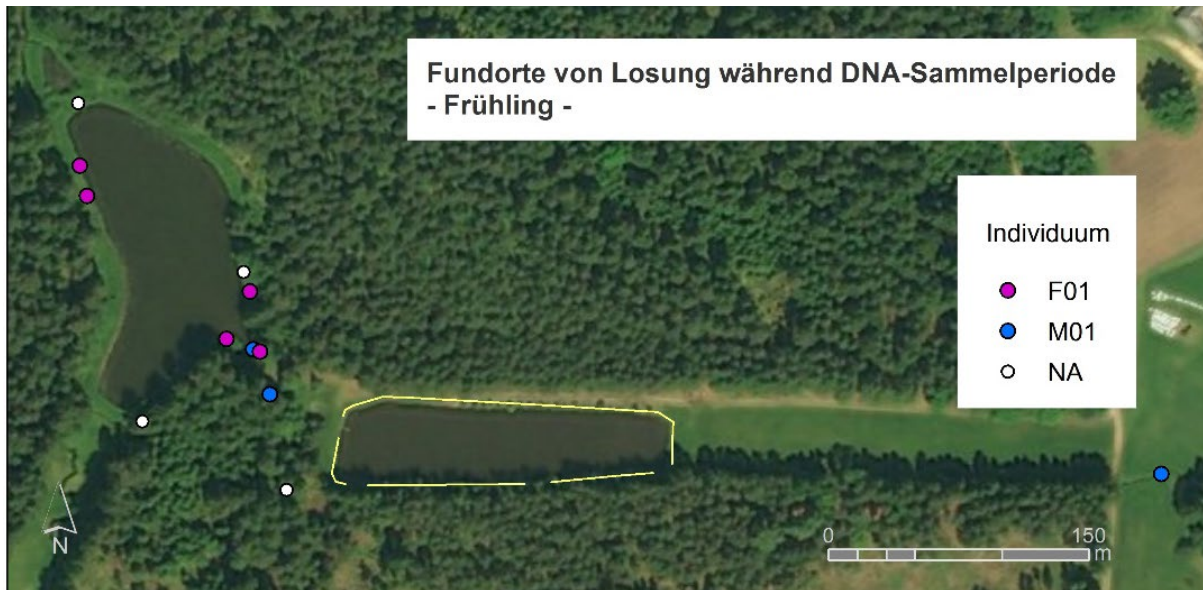 Fundorte von Losung während DNA-Sammelperiode
- Frühling -
Individuum
F01
M01
NA
N
0 150
m